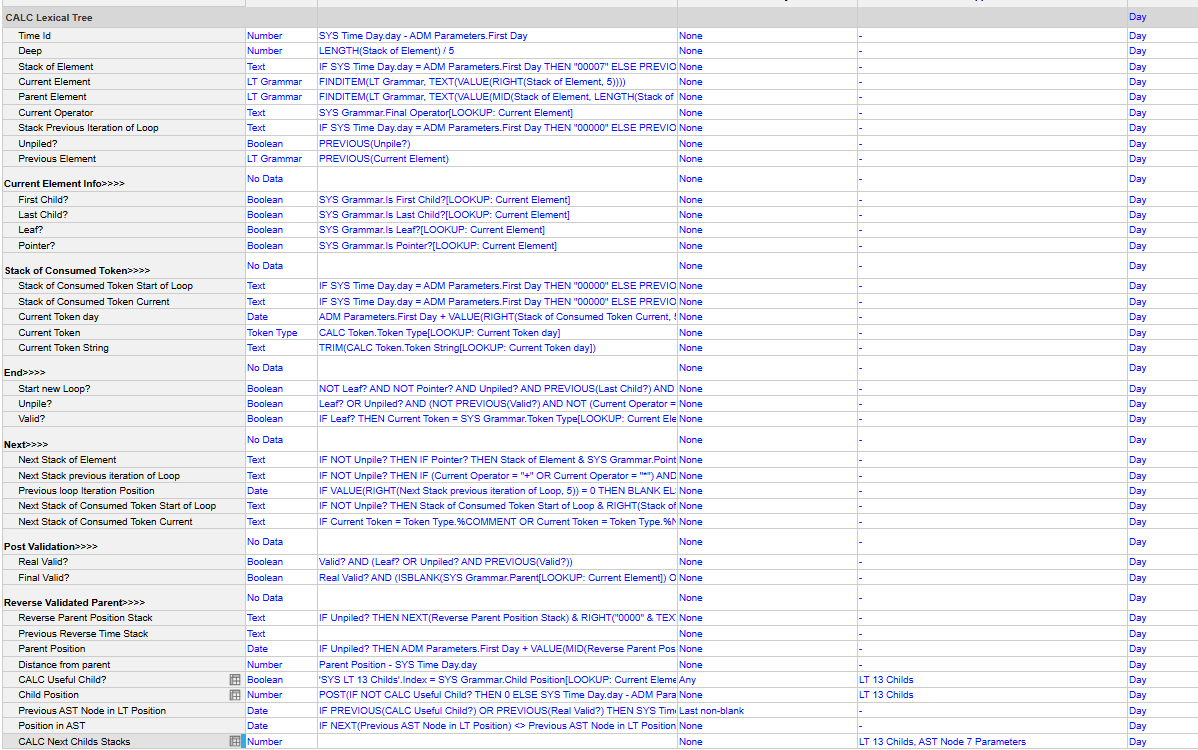 CALC Lexical Tree Day
Time Id Number SYS Time Day.day - ADM Parameters.First Day None - Day
Deep Number LENGTH(Stack of Element) / 5 None - Day
Stack of Element Text IF SYS Time Day.day = ADM Parameters.First Day THEN "00007" ELSE PREVIO None - Day
Current Element LT Grammar FINDITEM(LT Grammar, TEXT(VALUE(RIGHT(Stack of Element, 5)))) None - Day
Parent Element LT Grammar FINDITEM(LT Grammar, TEXT(VALUE(MID(Stack of Element, LENGTH(Stack of None - Day
Current Operator Text SYS Grammar.Final Operator[LOOKUP: Current Element] None - Day
Stack Previous Iteration of Loop Text IF SYS Time Day.day = ADM Parameters.First Day THEN "00000" ELSE PREVIO None - Day
Unpiled? Boolean PREVIOUS(Unpile?) None - Day
Previous Element LT Grammar PREVIOUS(Current Element) None - Day
Current Element Info>>>> No Data None - Day
First Child? Boolean SYS Grammar.Is First Child?[LOOKUP: Current Element] None - Day
Last Child? Boolean SYS Grammar.Is Last Child?[LOOKUP: Current Element] None - Day
Leaf? Boolean SYS Grammar.Is Leaf?[LOOKUP: Current Element] None - Day
Pointer? Boolean SYS Grammar.Is Pointer?[LOOKUP: Current Element] None - Day
Stack of Consumed Token>>>> No Data None - Day
Stack of Consumed Token Start of Loop Text IF SYS Time Day.day = ADM Parameters.First Day THEN "00000" ELSE PREVIO None - Day
Stack of Consumed Token Current Text IF SYS Time Day.day = ADM Parameters.First Day THEN "00000" ELSE PREVIO None - Day
Current Token day Date ADM Parameters.First Day + VALUE(RIGHT(Stack of Consumed Token Current, None - Day
Current Token Token Type CALC Token.Token Type[LOOKUP: Current Token day] None - Day
Current Token String Text TRIM(CALC Token.Token String[LOOKUP: Current Token day]) None - Day
End>>>> No Data None - Day
Start new Loop? Boolean NOT Leaf? AND NOT Pointer? AND Unpiled? AND PREVIOUS(Last Child?) AND None - Day
Unpile? Boolean Leaf? OR Unpiled? AND (NOT PREVIOUS(Valid?) AND NOT (Current Operator = None - Day
Valid? Boolean IF Leaf? THEN Current Token = SYS Grammar.Token Type[LOOKUP: Current Ele None - Day
Next>>>> No Data None - Day
Next Stack of Element Text IF NOT Unpile? THEN IF Pointer? THEN Stack of Element & SYS Grammar.Point None - Day
Next Stack previous iteration of Loop Text IF NOT Unpile? THEN IF (Current Operator = "+" OR Current Operator = "*") AND None - Day
Previous loop Iteration Position Date IF VALUE(RIGHT(Next Stack previous iteration of Loop, 5)) = 0 THEN BLANK EL None - Day
Next Stack of Consumed Token Start of Loop Text IF NOT Unpile? THEN Stack of Consumed Token Start of Loop & RIGHT(Stack of None - Day
Next Stack of Consumed Token Current Text IF Current Token = Token Type.%COMMENT OR Current Token = Token Type.%N None - Day
Post Validation>>>> No Data None - Day
Real Valid? Boolean Valid? AND (Leaf? OR Unpiled? AND PREVIOUS(Valid?)) None - Day
Final Valid? Boolean Real Valid? AND (ISBLANK(SYS Grammar.Parent[LOOKUP: Current Element]) O None - Day
Reverse Validated Parent>>>> No Data None - Day
Reverse Parent Position Stack Text IF Unpiled? THEN NEXT(Reverse Parent Position Stack) & RIGHT("0000" & TEX None - Day
Previous Reverse Time Stack Text None - Day
Parent Position Date IF Unpiled? THEN ADM Parameters.First Day + VALUE(MID(Reverse Parent Pos None - Day
Distance from parent Number Parent Position - SYS Time Day.day None - Day
CALC Useful Child? Boolean 'SYS LT 13 Childs'.Index = SYS Grammar.Child Position[LOOKUP: Current Eleme Any LT 13 Childs Day
Child Position Number POST(IF NOT CALC Useful Child? THEN 0 ELSE SYS Time Day.day - ADM Para None LT 13 Childs Day
Previous AST Node in LT Position Date IF PREVIOUS(CALC Useful Child?) OR PREVIOUS(Real Valid?) THEN SYS Time Last non-blank - Day
Position in AST Date IF NEXT(Previous AST Node in LT Position) <> Previous AST Node in LT Position None - Day
CALC Next Childs Stacks Number None LT 13 Childs, AST Node 7 Parameters Day